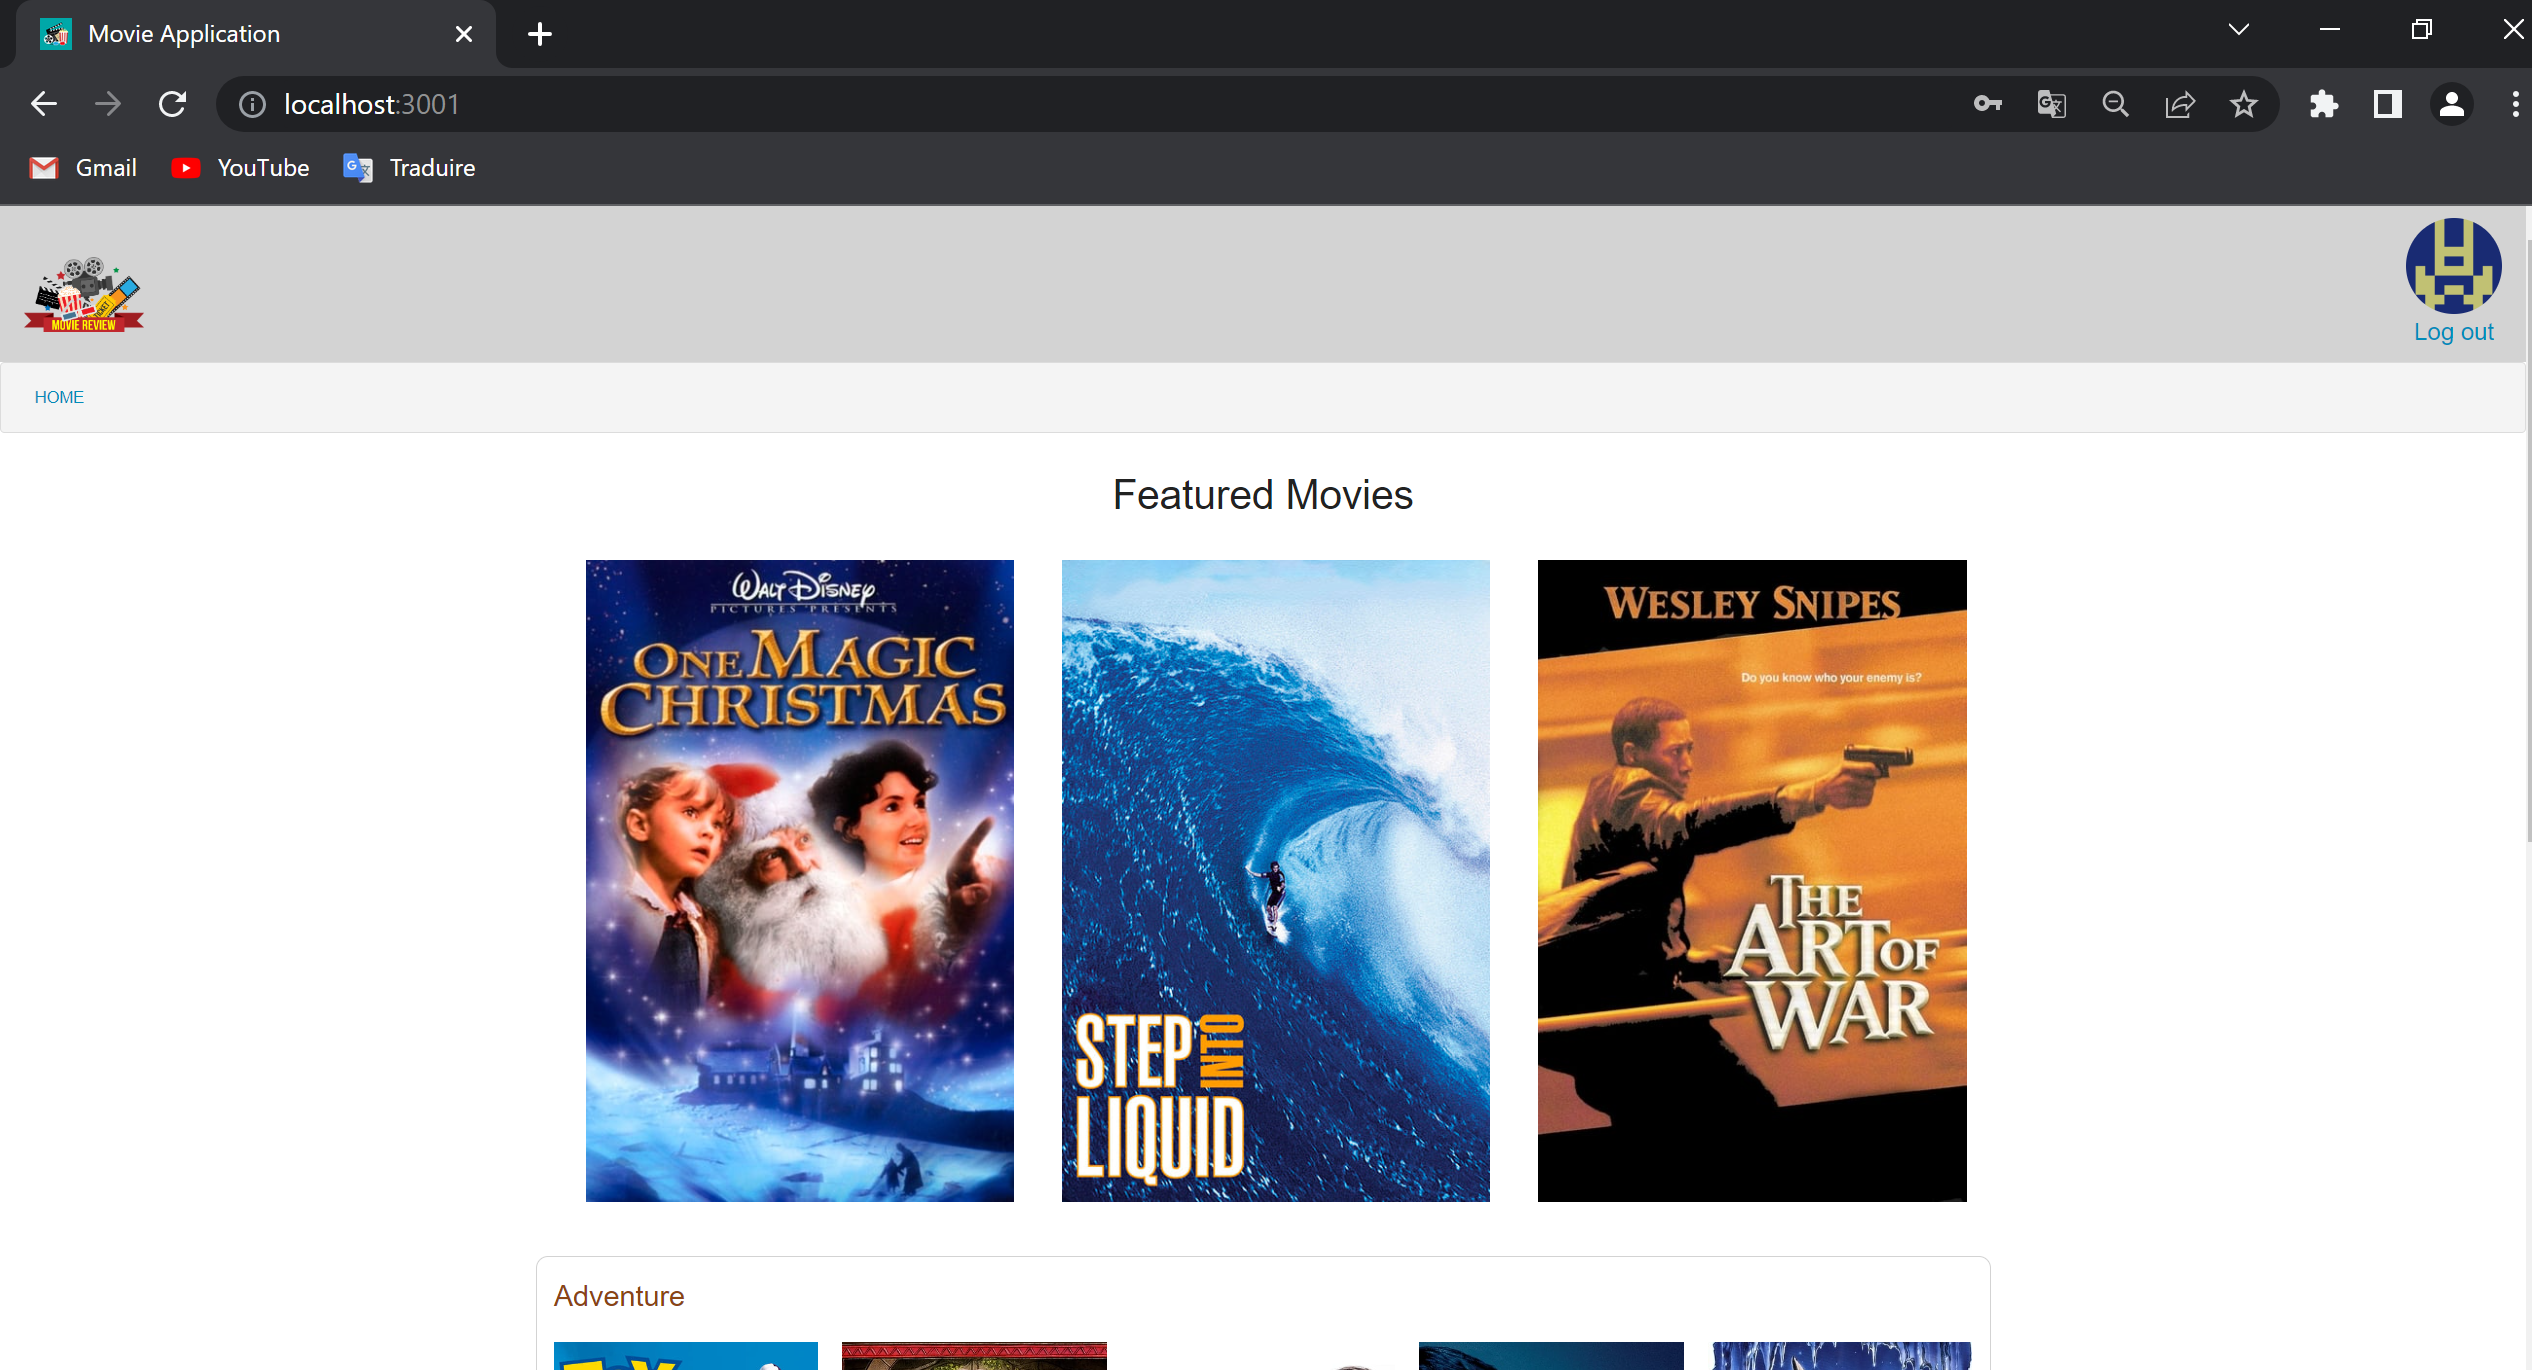 Movie Application
localhost:3001
Gmail
YouTube
Traduire
MOVIE REVIEW
TICKET
Log out
HOME
Featured Movies
WALT DISNEY
PICTURES PRESENTS
ONE MAGIC
CHRISTMAS
STEP INTO
LIQUID
WESLEY SNIPES
Do you know who your enemy is?
THE
ART OF
WAR
Adventure